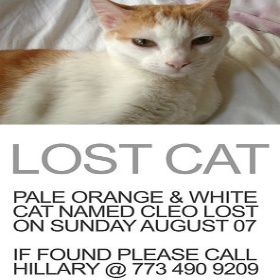 LOST CAT
PALE ORANGE & WHITE
CAT NAMED CLEO LOST
ON SUNDAY AUGUST 07
IF FOUND PLEASE CALL
HILLARY @ 773 490 9209